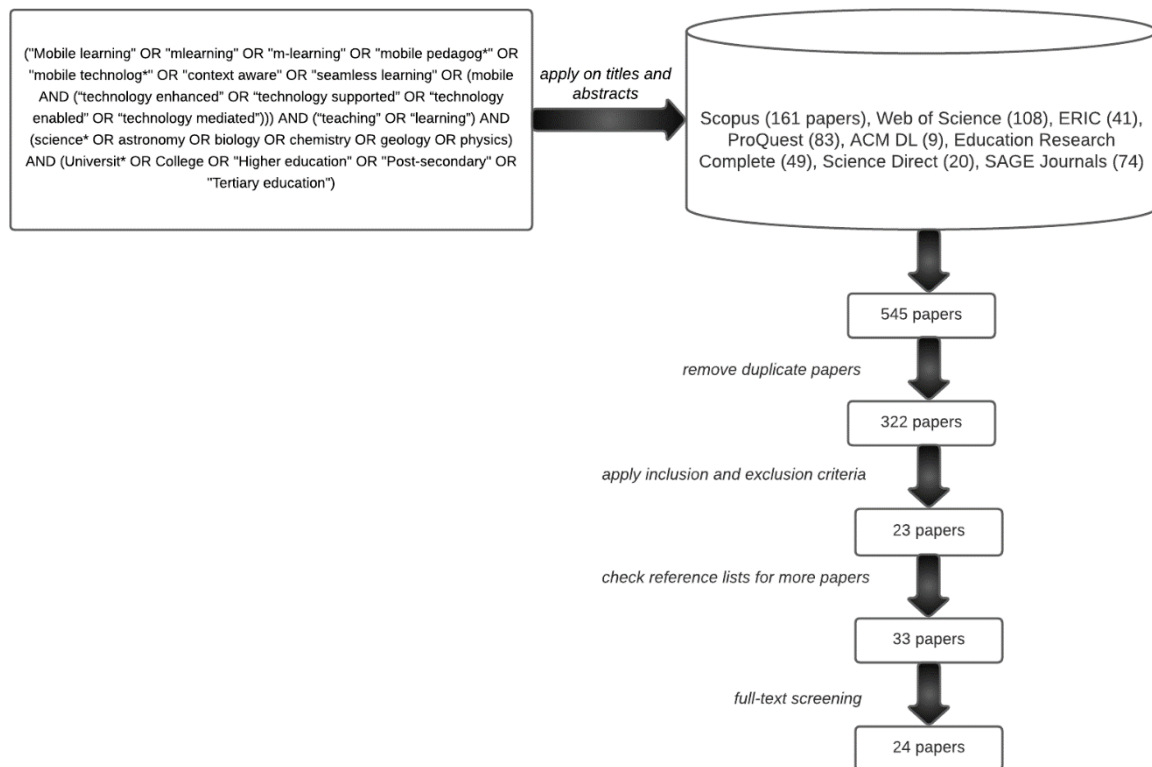 ("Mobile learning" OR "mlearning" OR "m-learning" OR "mobile pedagog*" OR
"mobile technolog*" OR "context aware" OR "seamless learning" OR (mobile
AND (“technology enhanced” OR “technology supported” OR “technology
enabled” OR “technology mediated”))) AND (“teaching” OR “learning”) AND
(science* OR astronomy OR biology OR chemistry OR geology OR physics)
AND (Universit* OR College OR "Higher education" OR "Post-secondary" OR
"Tertiary education")
apply on titles and
abstracts
Scopus (161 papers), Web of Science (108), ERIC (41),
ProQuest (83), ACM DL (9), Education Research
Complete (49), Science Direct (20), SAGE Journals (74)
545 papers
remove duplicate papers
322 papers
apply inclusion and exclusion criteria
23 papers
check reference lists for more papers
33 papers
full-text screening
24 papers